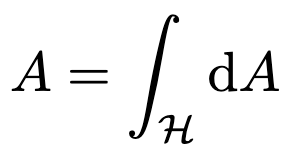 A = ∫_ℋ dA